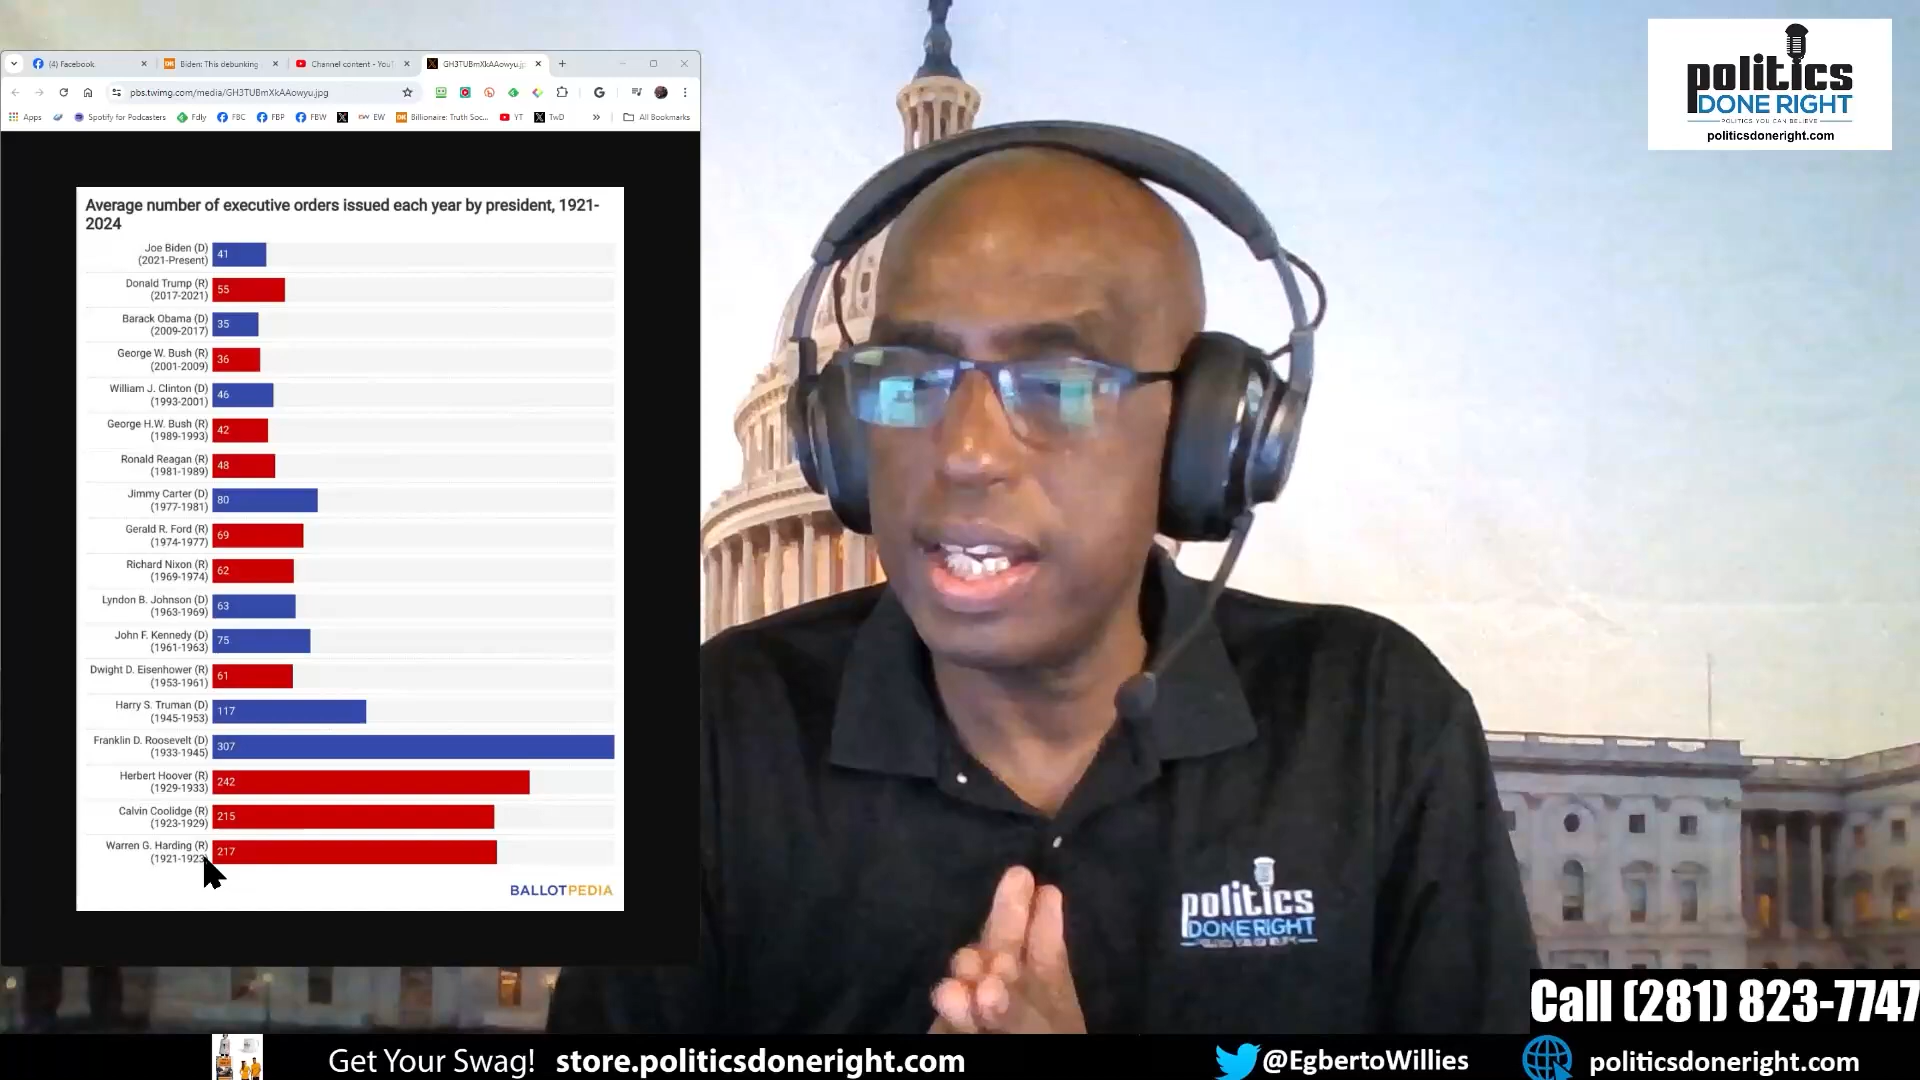 (4) Facebook
Biden: This debunking
Channel content - YouT
GH3TUBmXkAAowyu.jp
pbs.twimg.com/media/GH3TUBmXkAAowyu.jpg
Apps
Spotify for Podcasters
Fdly
FBC
FBP
FBW
EW
Billionaire: Truth Soc...
YT
TwD
All Bookmarks
Average number of executive orders issued each year by president, 1921-
2024
Joe Biden (D)
(2021-Present)
41
Donald Trump (R)
(2017-2021)
55
Barack Obama (D)
(2009-2017)
35
George W. Bush (R)
(2001-2009)
36
William J. Clinton (D)
(1993-2001)
46
George H.W. Bush (R)
(1989-1993)
42
Ronald Reagan (R)
(1981-1989)
48
Jimmy Carter (D)
(1977-1981)
80
Gerald R. Ford (R)
(1974-1977)
69
Richard Nixon (R)
(1969-1974)
62
Lyndon B. Johnson (D)
(1963-1969)
63
John F. Kennedy (D)
(1961-1963)
75
Dwight D. Eisenhower (R)
(1953-1961)
61
Harry S. Truman (D)
(1945-1953)
117
Franklin D. Roosevelt (D)
(1933-1945)
307
Herbert Hoover (R)
(1929-1933)
242
Calvin Coolidge (R)
(1923-1929)
215
Warren G. Harding (R)
(1921-1923)
217
BALLOTPEDIA
politics
DONE RIGHT
POLITICS YOU CAN BELIEVE
politicsdoneright.com
politics
DONE RIGHT
Call (281) 823-7747
Get Your Swag! store.politicsdoneright.com
@EgbertoWillies
politicsdoneright.com